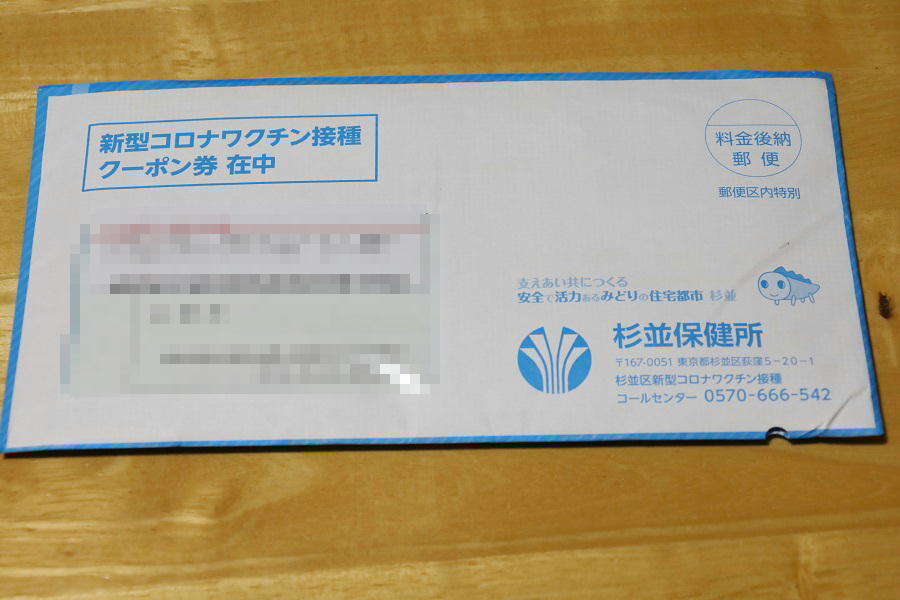 新型コロナワクチン接種
クーポン券 在中
料金後納
郵便
郵便区内特別
支えあい共につくる
安全で活力あるみどりの住宅都市 杉並
杉並保健所
〒167-0051 東京都杉並区荻窪5-20-1
杉並区新型コロナワクチン接種
コールセンター 0570-666-542